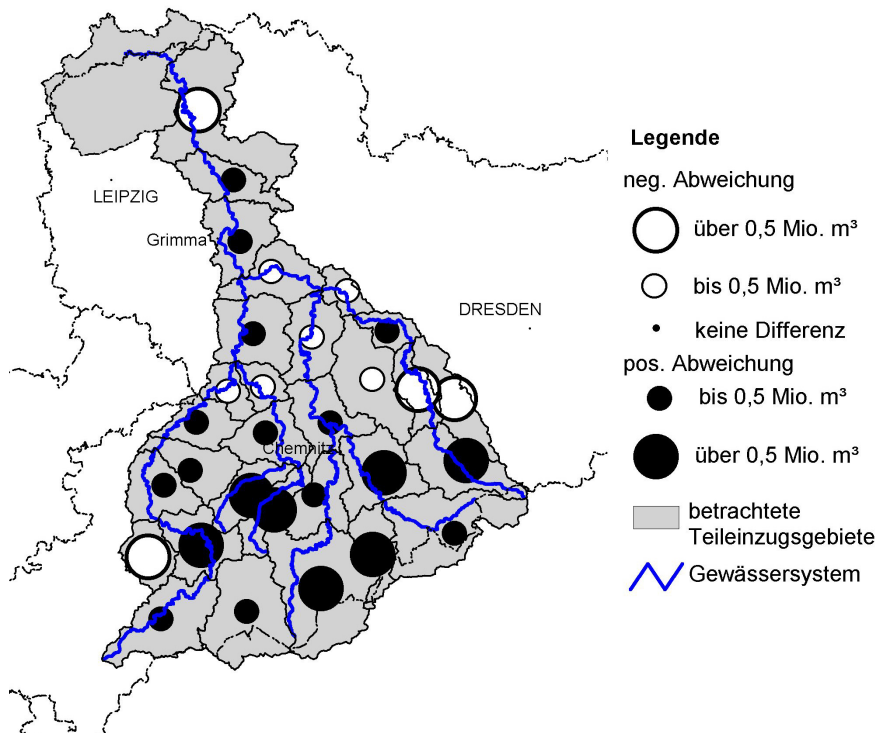 LEIPZIG
Grimma
DRESDEN
Chemnitz
Legende
neg. Abweichung
über 0,5 Mio. m³
bis 0,5 Mio. m³
keine Differenz
pos. Abweichung
bis 0,5 Mio. m³
über 0,5 Mio. m³
betrachtete
Teileinzugsgebiete
Gewässersystem